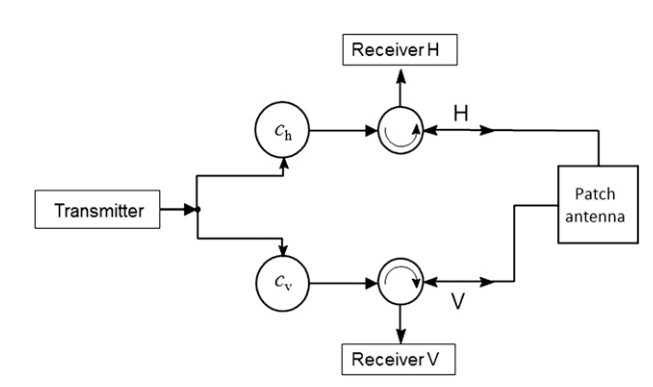 Receiver H
c_h
H
Transmitter
Patch
antenna
c_v
V
Receiver V